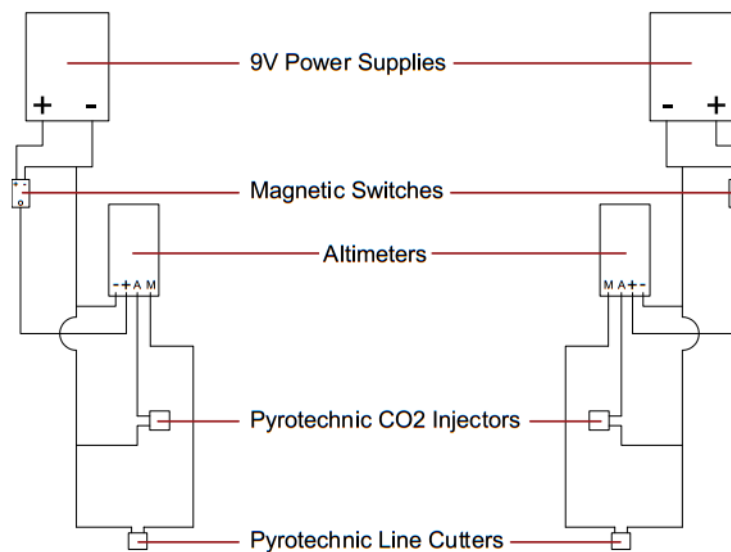 9V Power Supplies
+ -
- +
+ -
O
Magnetic Switches
Altimeters
- + A M
M A + -
Pyrotechnic CO2 Injectors
Pyrotechnic Line Cutters